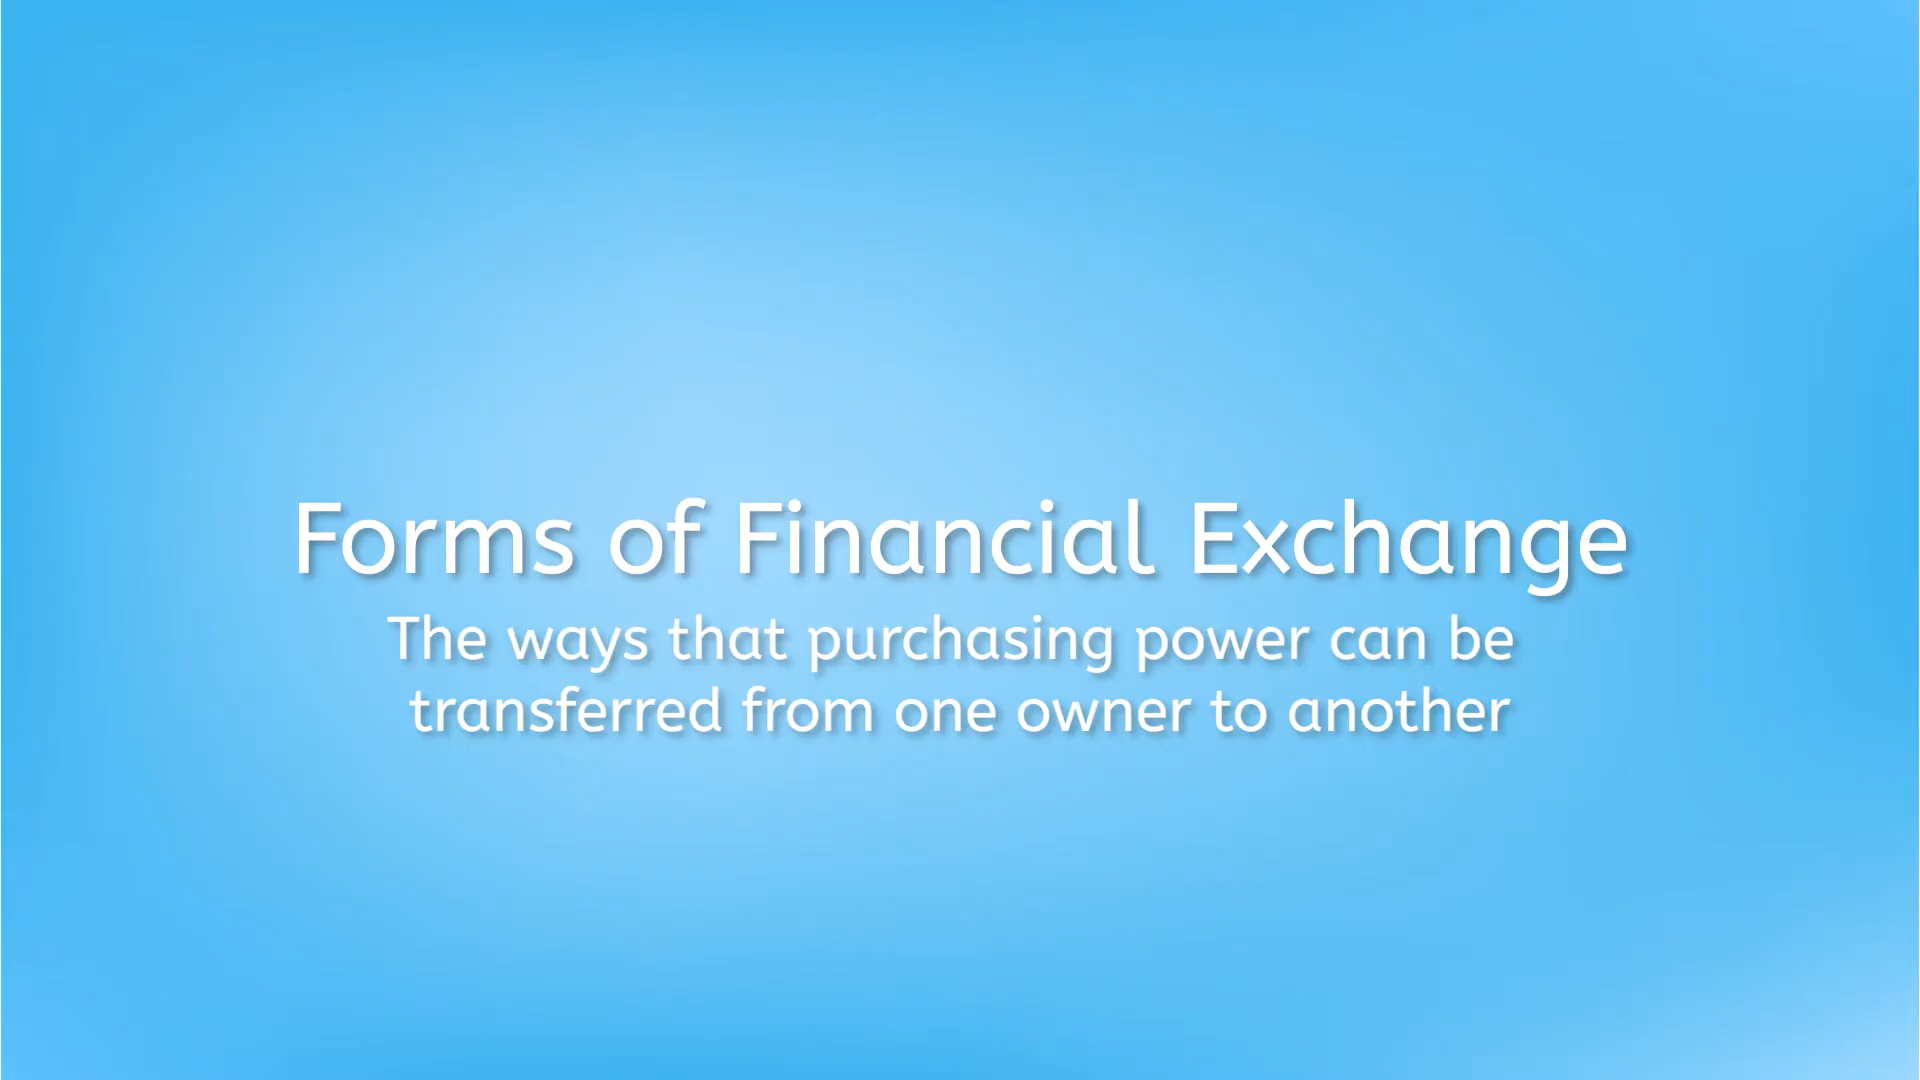 Forms of Financial Exchange
The ways that purchasing power can be
transferred from one owner to another